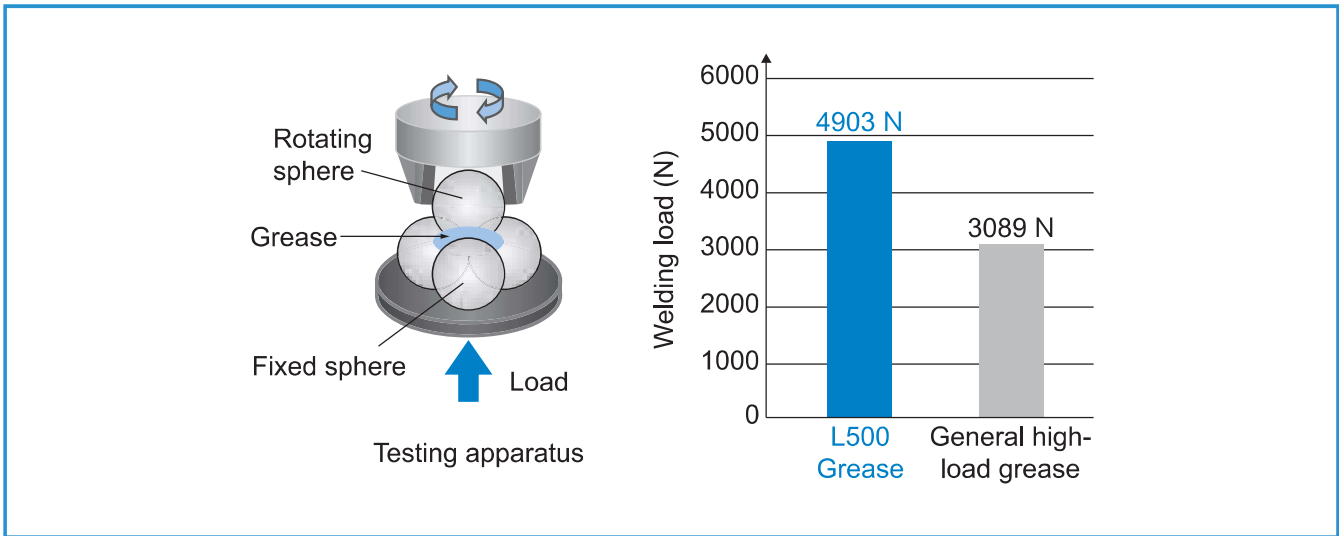 Rotating
sphere
Grease
Fixed sphere
Load
Testing apparatus
Welding load (N)
6000
5000
4000
3000
2000
1000
0
4903 N
3089 N
L500
Grease
General high-
load grease